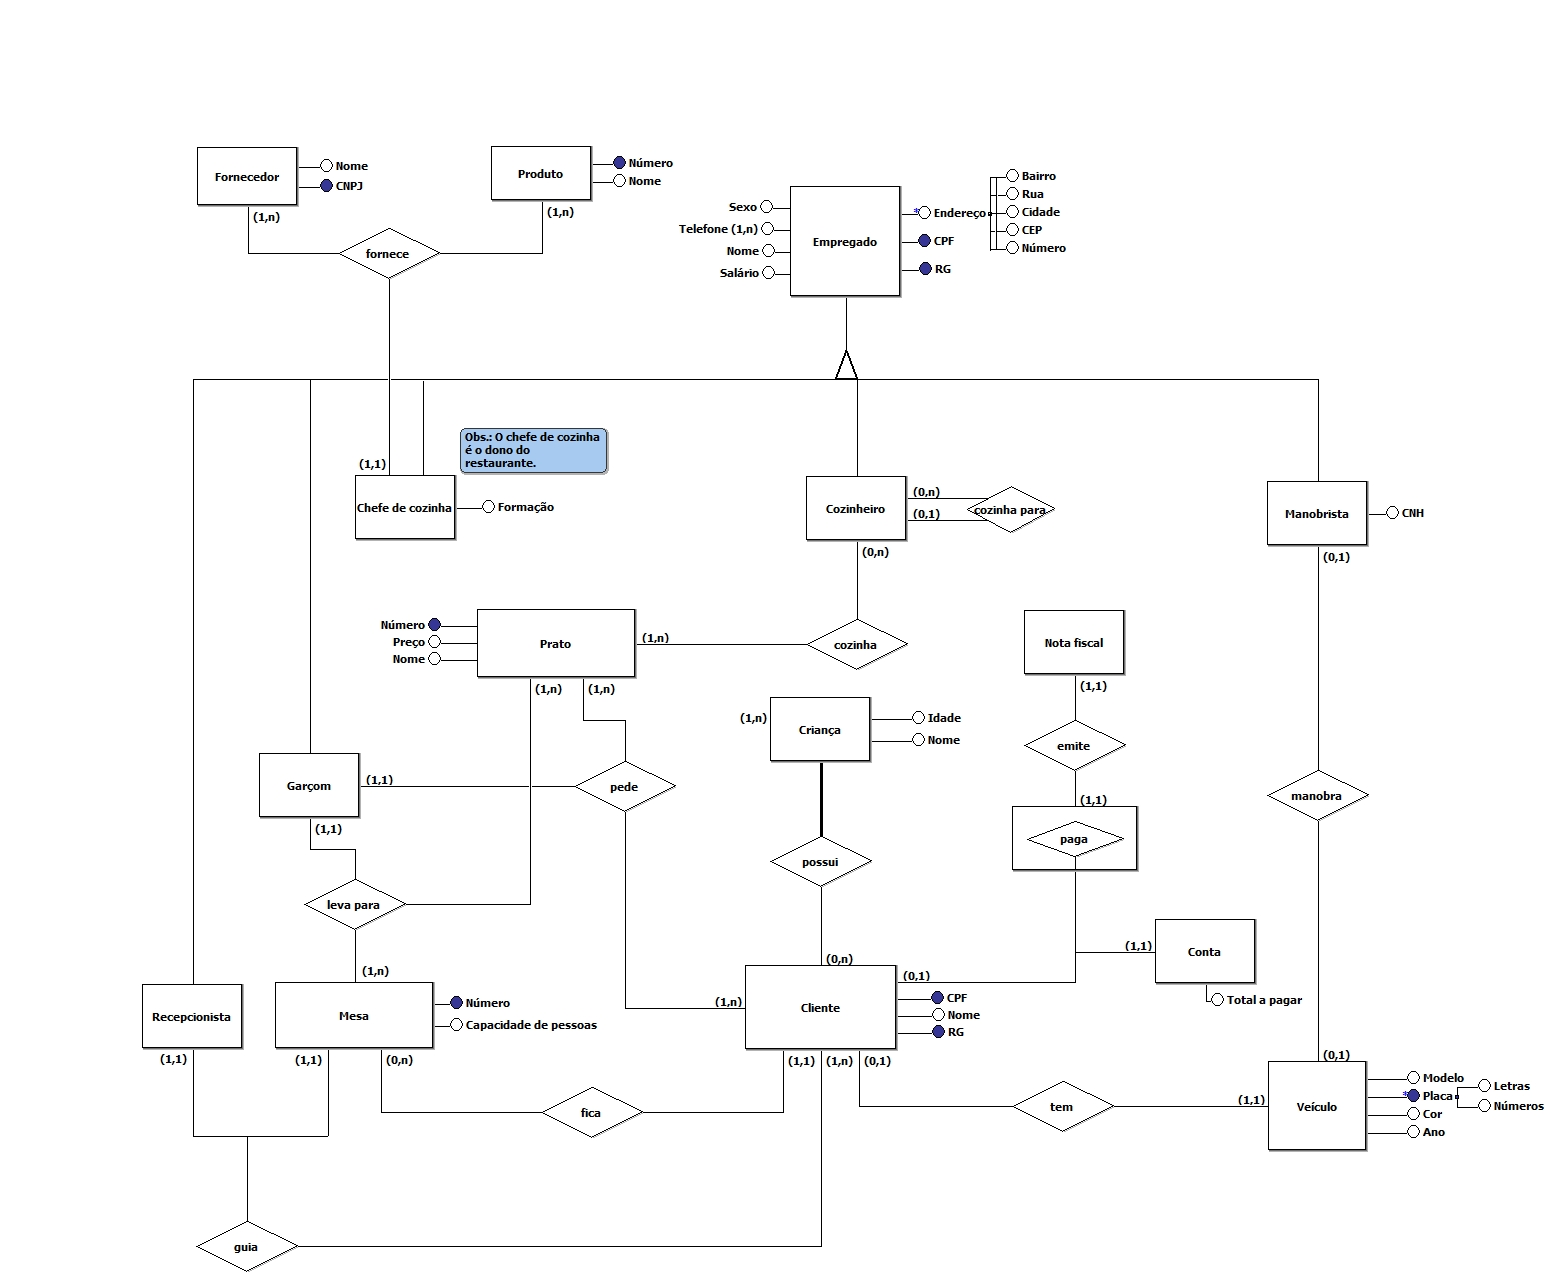 Fornecedor
Nome
CNPJ
(1,n)
Produto
Número
Nome
(1,n)
fornece
Sexo
Telefone (1,n)
Nome
Salário
Empregado
Endereço
CPF
RG
Bairro
Rua
Cidade
CEP
Número
Obs.: O chefe de cozinha
é o dono do
restaurante.
(1,1)
Chefe de cozinha
Formação
Cozinheiro
(0,n)
(0,1)
cozinha para
(0,n)
Manobrista
CNH
(0,1)
Número
Preço
Nome
Prato
(1,n)
cozinha
(1,n)
(1,n)
Nota fiscal
(1,1)
(1,n)
Criança
Idade
Nome
emite
Garçom
(1,1)
pede
(1,1)
manobra
(1,1)
paga
possui
leva para
(1,n)
(0,n)
(1,1)
Conta
Total a pagar
Recepcionista
(1,1)
Mesa
Número
Capacidade de pessoas
(1,1)
(0,n)
(1,n)
Cliente
(0,1)
CPF
Nome
RG
(1,1)
(1,n)
(0,1)
fica
tem
(1,1)
(0,1)
Veículo
Modelo
Placa
Cor
Ano
Letras
Números
guia